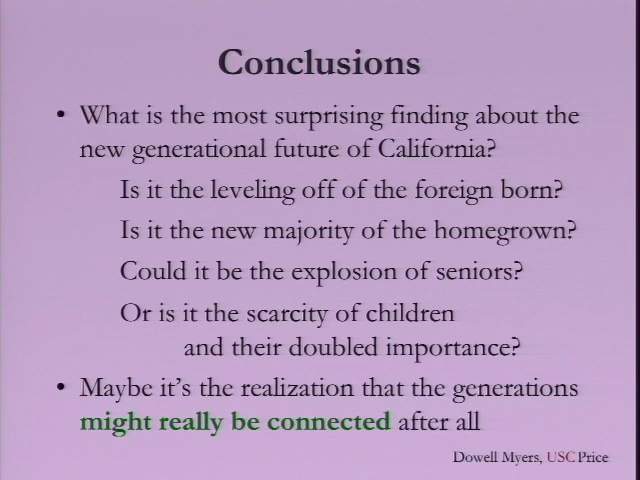 Conclusions
• What is the most surprising finding about the
new generational future of California?
Is it the leveling off of the foreign born?
Is it the new majority of the homegrown?
Could it be the explosion of seniors?
Or is it the scarcity of children
and their doubled importance?
• Maybe it's the realization that the generations
might really be connected after all
Dowell Myers, USC Price